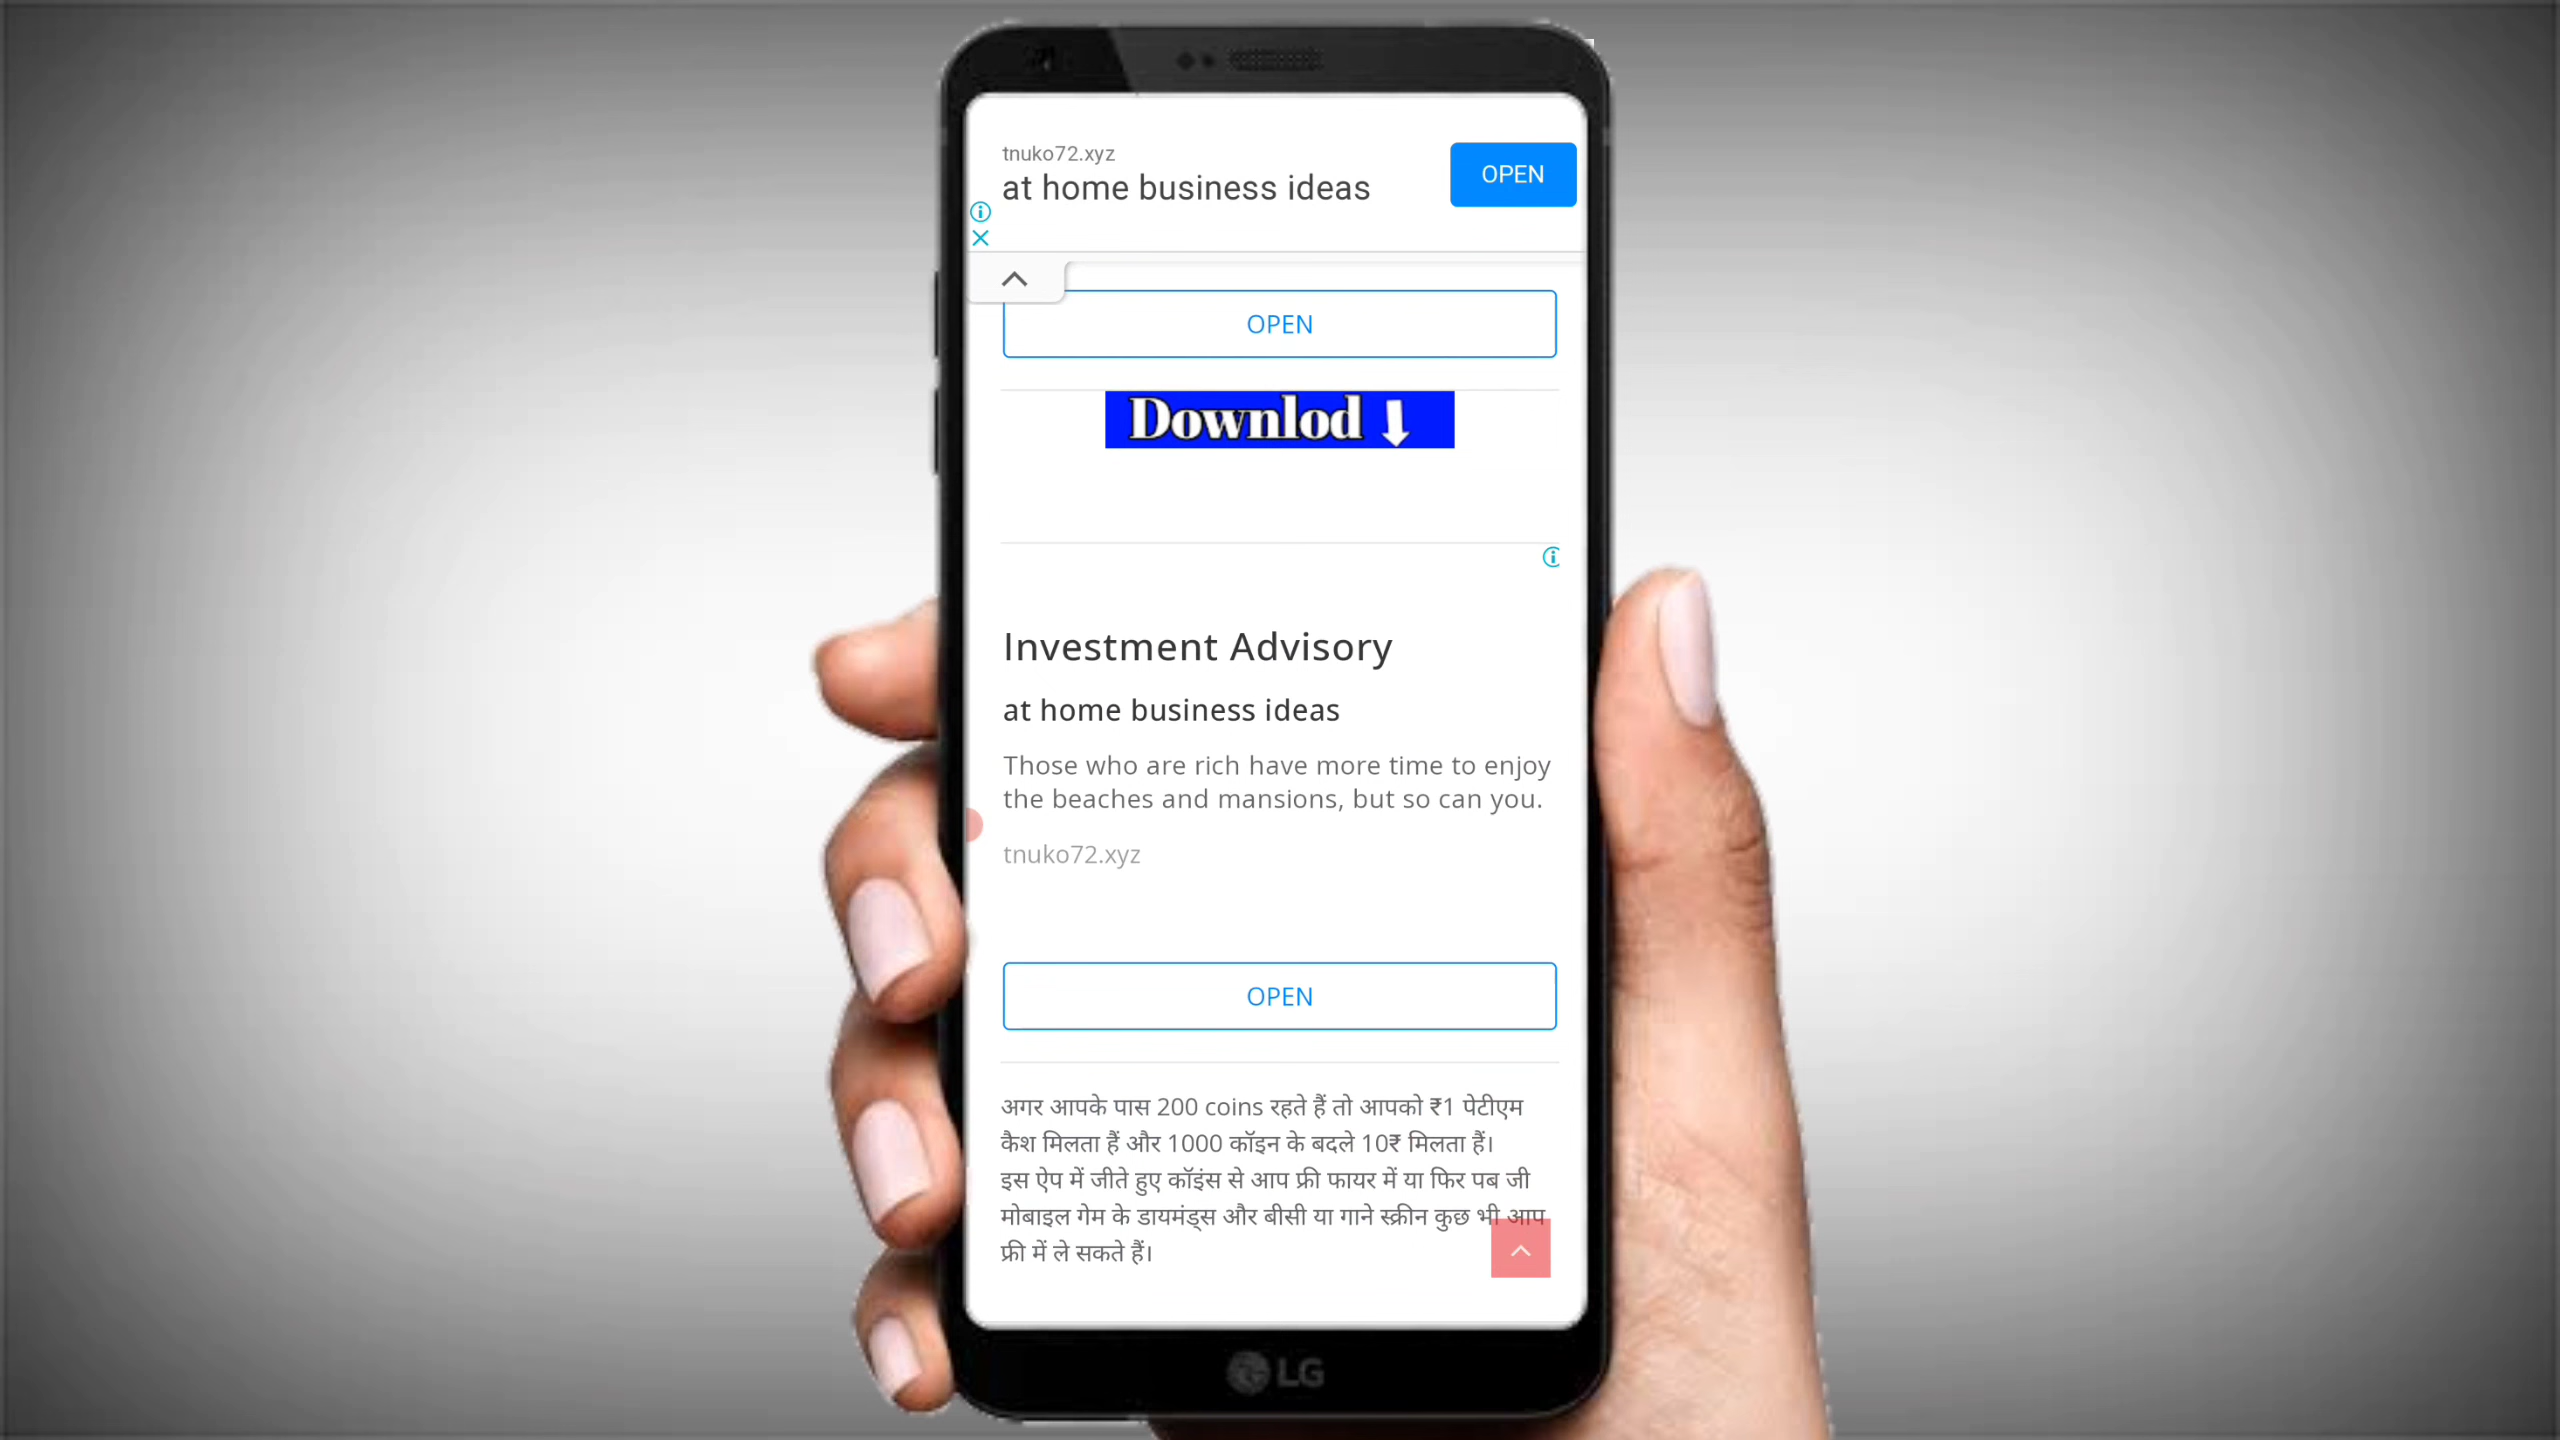 tnuko72.xyz
at home business ideas
OPEN
OPEN
Downlod
Investment Advisory
at home business ideas
Those who are rich have more time to enjoy
the beaches and mansions, but so can you.
tnuko72.xyz
OPEN
अगर आपके पास 200 coins रहते हैं तो आपको ₹1 पेटीएम
कैश मिलता हैं और 1000 कॉइन के बदले 10₹ मिलता हैं।
इस ऐप में जीते हुए कॉइंस से आप फ्री फायर में या फिर पब जी
मोबाइल गेम के डायमंड्स और बीसी या गाने स्क्रीन कुछ भी आप
फ्री में ले सकते हैं।
LG